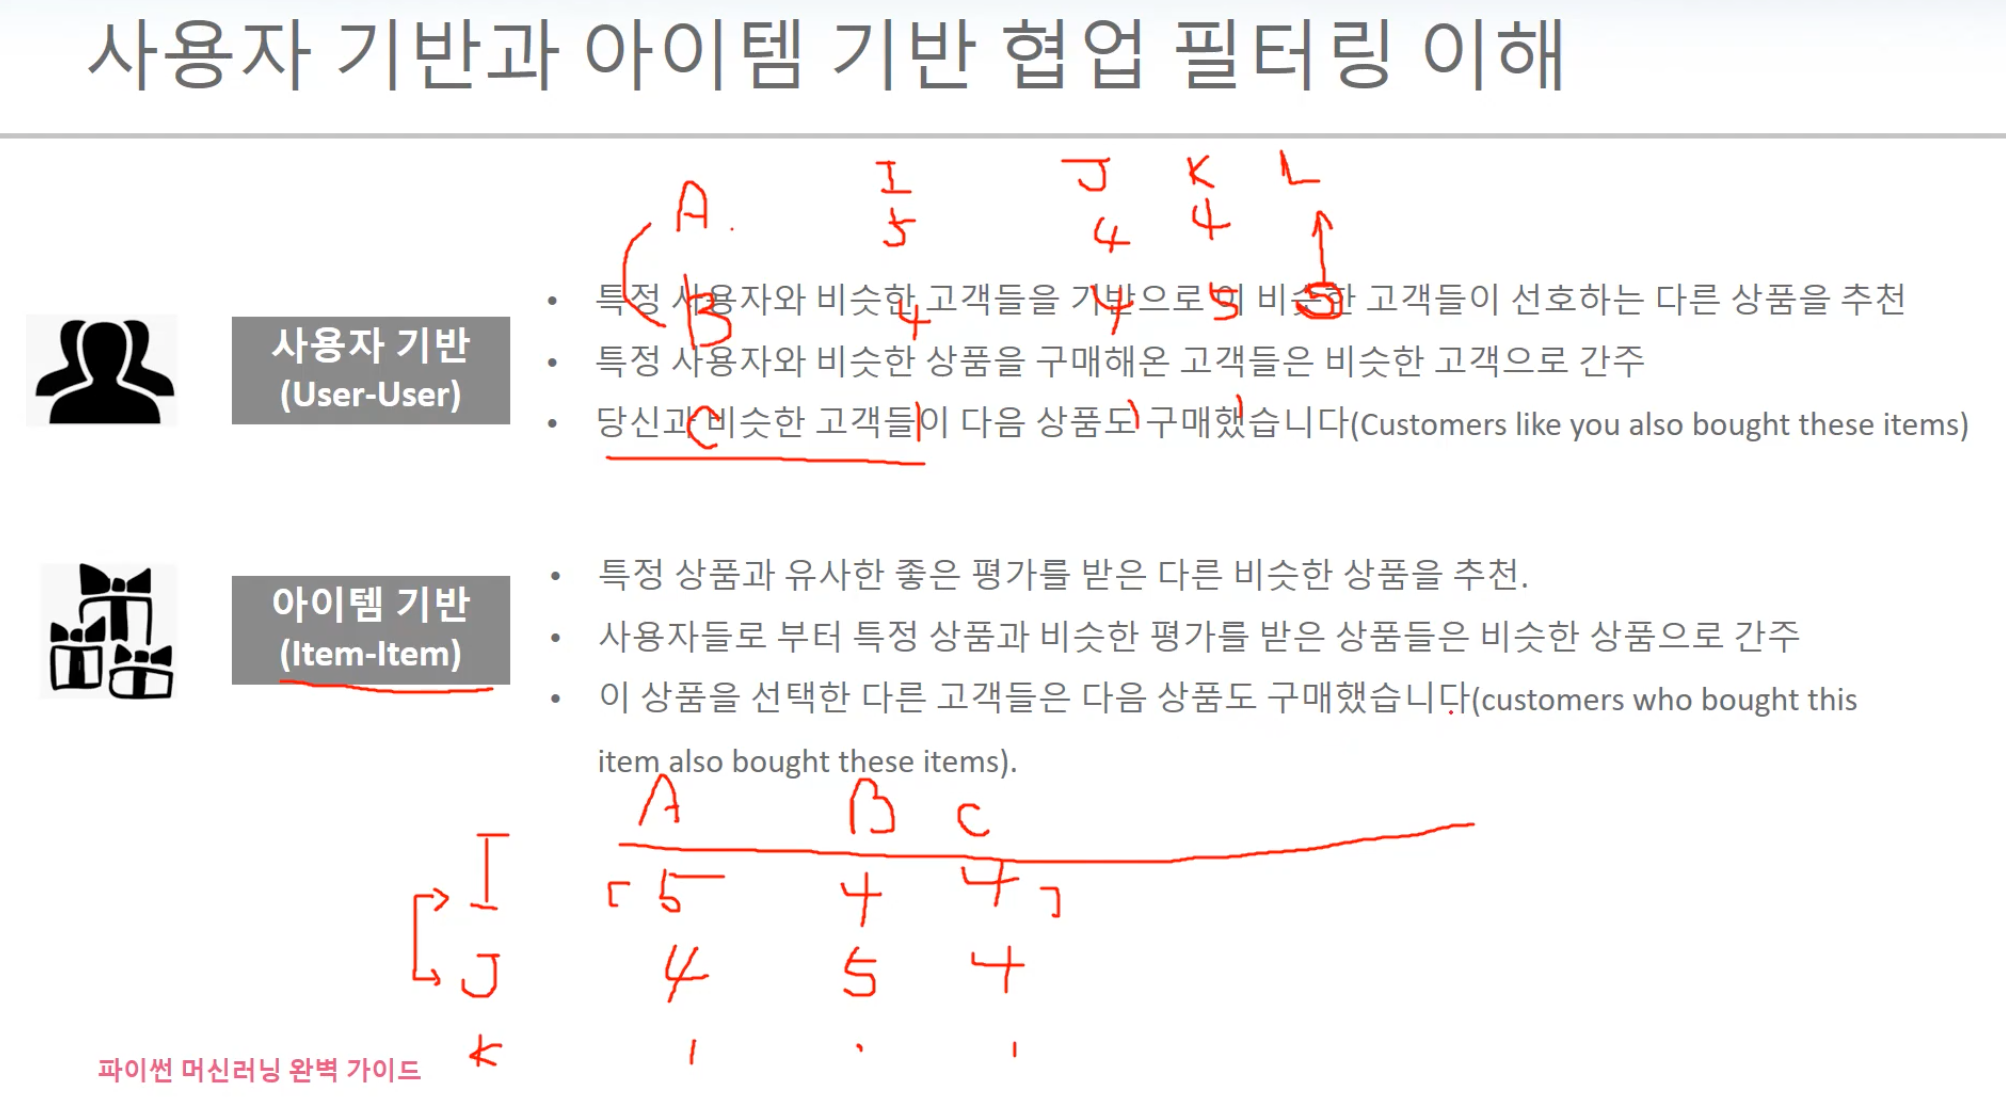 사용자 기반과 아이템 기반 협업 필터링 이해
I J K L
A. 5 4 4
B 4 4 5 5
사용자 기반
(User-User)
• 특정 사용자와 비슷한 고객들을 기반으로 이 비슷한 고객들이 선호하는 다른 상품을 추천
• 특정 사용자와 비슷한 상품을 구매해온 고객들은 비슷한 고객으로 간주
C 1 1 1
• 당신과 비슷한 고객들이 다음 상품도 구매했습니다(Customers like you also bought these items)
아이템 기반
(Item-Item)
• 특정 상품과 유사한 좋은 평가를 받은 다른 비슷한 상품을 추천.
• 사용자들로 부터 특정 상품과 비슷한 평가를 받은 상품들은 비슷한 상품으로 간주
• 이 상품을 선택한 다른 고객들은 다음 상품도 구매했습니다(customers who bought this
item also bought these items).
A B C
I [ 5 4 4 ]
J 4 5 4
K 1 1
파이썬 머신러닝 완벽 가이드